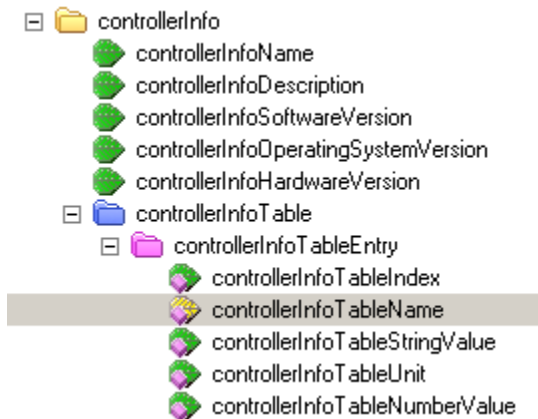 controllerInfo
controllerInfoName
controllerInfoDescription
controllerInfoSoftwareVersion
controllerInfoOperatingSystemVersion
controllerInfoHardwareVersion
controllerInfoTable
controllerInfoTableEntry
controllerInfoTableIndex
controllerInfoTableName
controllerInfoTableStringValue
controllerInfoTableUnit
controllerInfoTableNumberValue